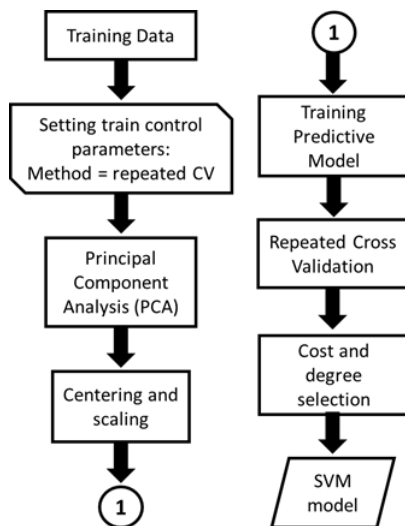 Training Data
Setting train control
parameters:
Method = repeated CV
Principal
Component
Analysis (PCA)
Centering and
scaling
1
1
Training
Predictive
Model
Repeated Cross
Validation
Cost and
degree
selection
SVM
model